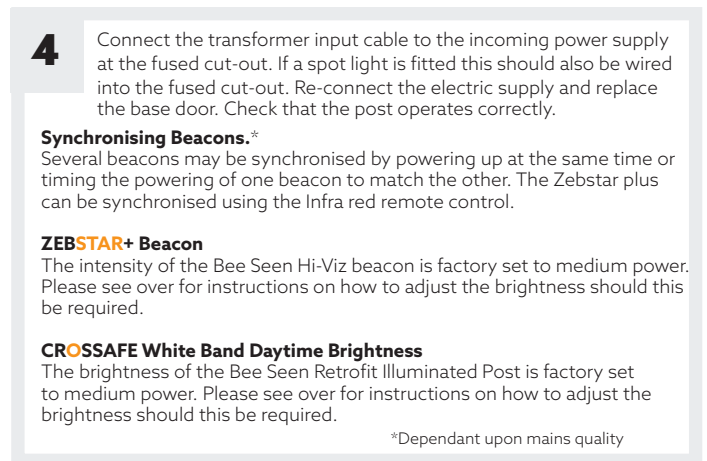 4
Connect the transformer input cable to the incoming power supply
at the fused cut-out. If a spot light is fitted this should also be wired
into the fused cut-out. Re-connect the electric supply and replace
the base door. Check that the post operates correctly.
Synchronising Beacons.*
Several beacons may be synchronised by powering up at the same time or
timing the powering of one beacon to match the other. The Zebstar plus
can be synchronised using the Infra red remote control.
ZEBSTAR+ Beacon
The intensity of the Bee Seen Hi-Viz beacon is factory set to medium power.
Please see over for instructions on how to adjust the brightness should this
be required.
CROSSAFE White Band Daytime Brightness
The brightness of the Bee Seen Retrofit Illuminated Post is factory set
to medium power. Please see over for instructions on how to adjust the
brightness should this be required.
*Dependant upon mains quality